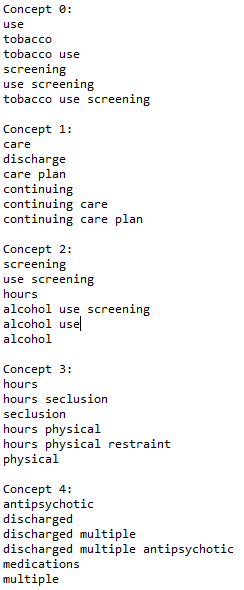 Concept 0:
use
tobacco
tobacco use
screening
use screening
tobacco use screening
Concept 1:
care
discharge
care plan
continuing
continuing care
continuing care plan
Concept 2:
screening
use screening
hours
alcohol use screening
alcohol use
alcohol
Concept 3:
hours
hours seclusion
seclusion
hours physical
hours physical restraint
physical
Concept 4:
antipsychotic
discharged
discharged multiple
discharged multiple antipsychotic
medications
multiple